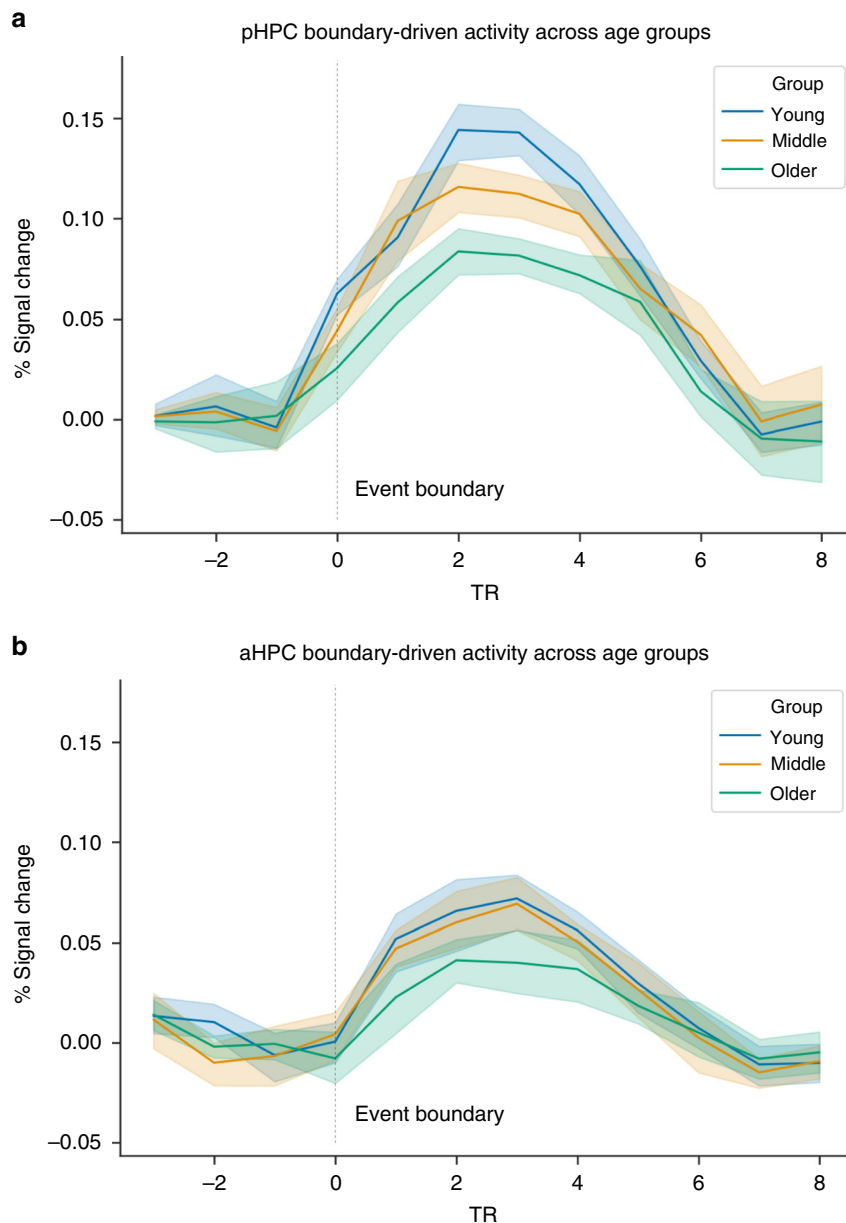 a
pHPC boundary-driven activity across age groups
Group
Young
Middle
Older
0.15
0.10
0.05
0.00
–0.05
% Signal change
Event boundary
–2
0
2
4
6
8
TR
b
aHPC boundary-driven activity across age groups
Group
Young
Middle
Older
0.15
0.10
0.05
0.00
–0.05
% Signal change
Event boundary
–2
0
2
4
6
8
TR